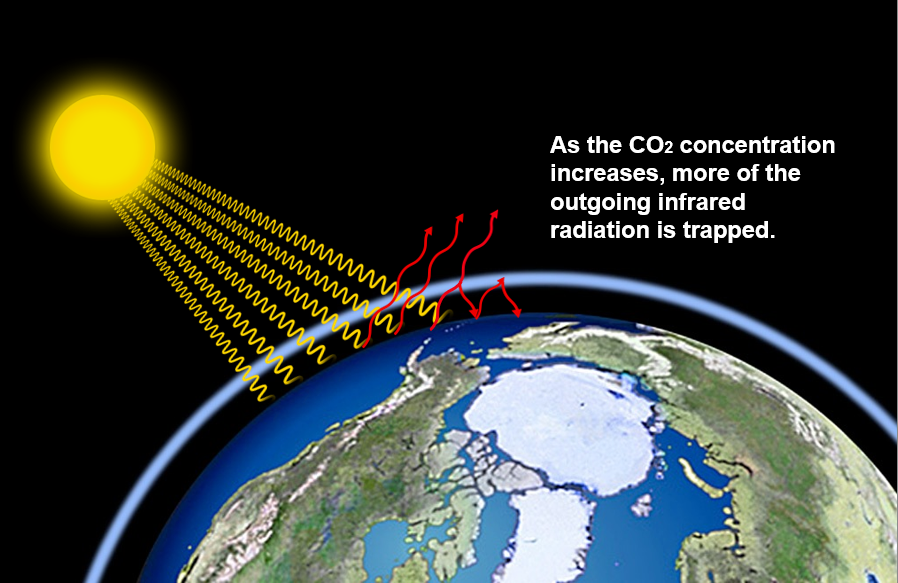 As the CO2 concentration
increases, more of the
outgoing infrared
radiation is trapped.